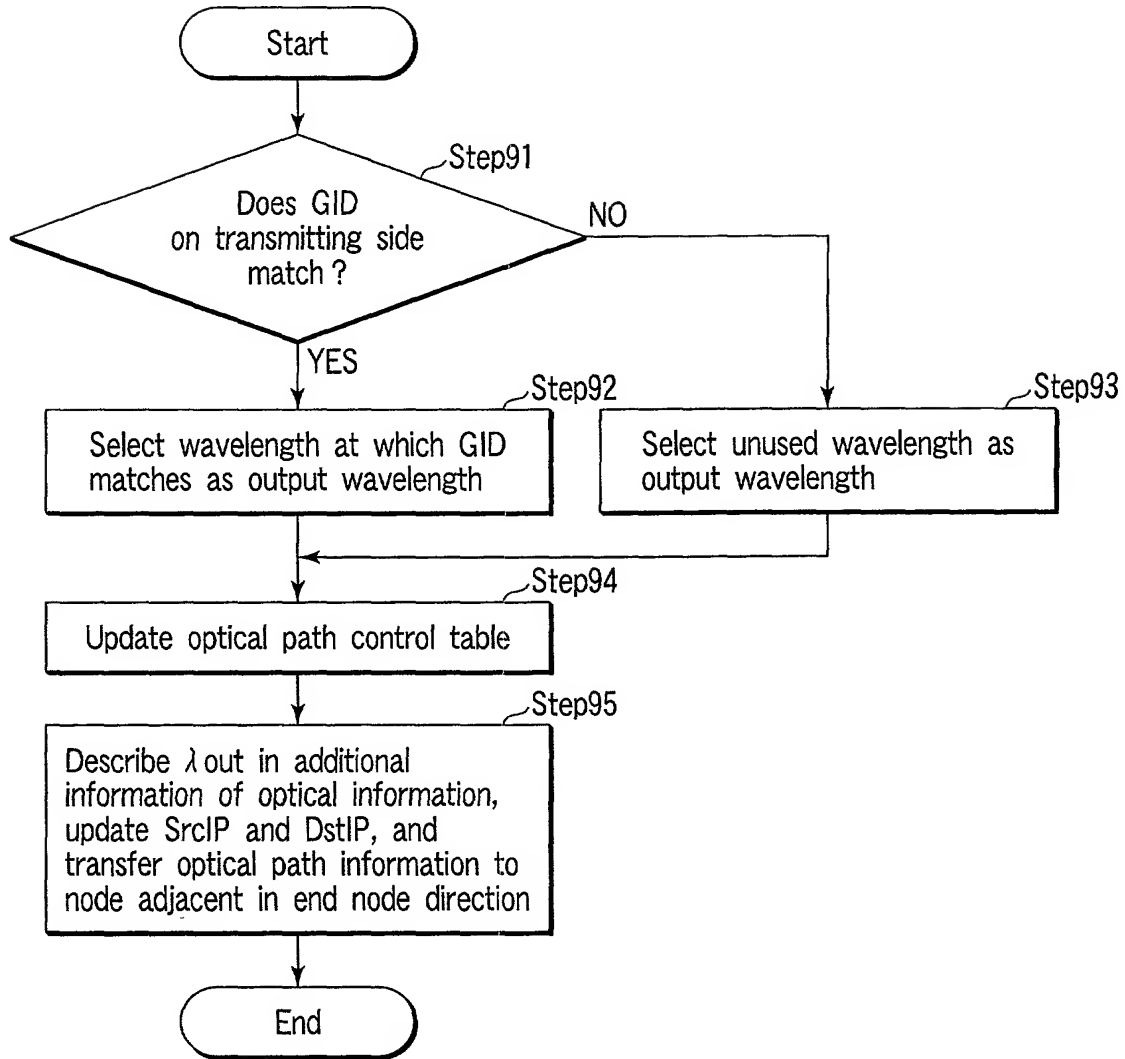 Start
Step91
Does GID
on transmitting side
match ?
NO
YES
Step92
Select wavelength at which GID
matches as output wavelength
Step93
Select unused wavelength as
output wavelength
Step94
Update optical path control table
Step95
Describe λ out in additional
information of optical information,
update SrcIP and DstIP, and
transfer optical path information to
node adjacent in end node direction
End